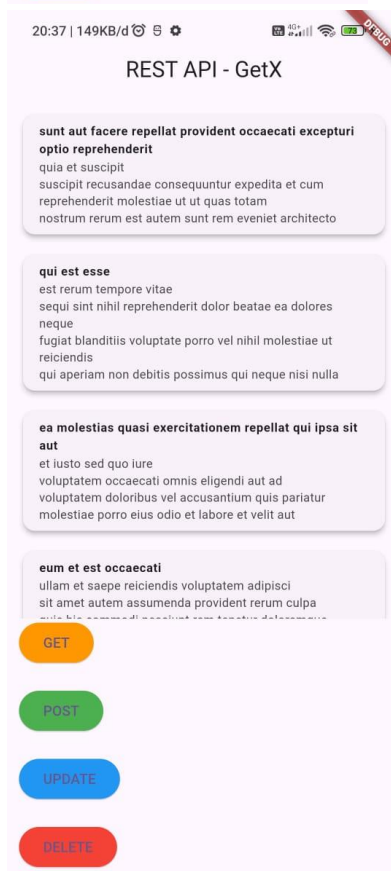 20:37 | 149KB/d
4G+
73
DEBUG
REST API - GetX
sunt aut facere repellat provident occaecati excepturi
optio reprehenderit
quia et suscipit
suscipit recusandae consequuntur expedita et cum
reprehenderit molestiae ut ut quas totam
nostrum rerum est autem sunt rem eveniet architecto
qui est esse
est rerum tempore vitae
sequi sint nihil reprehenderit dolor beatae ea dolores
neque
fugiat blanditiis voluptate porro vel nihil molestiae ut
reiciendis
qui aperiam non debitis possimus qui neque nisi nulla
ea molestias quasi exercitationem repellat qui ipsa sit
aut
et iusto sed quo iure
voluptatem occaecati omnis eligendi aut ad
voluptatem doloribus vel accusantium quis pariatur
molestiae porro eius odio et labore et velit aut
eum et est occaecati
ullam et saepe reiciendis voluptatem adipisci
sit amet autem assumenda provident rerum culpa
GET
POST
UPDATE
DELETE